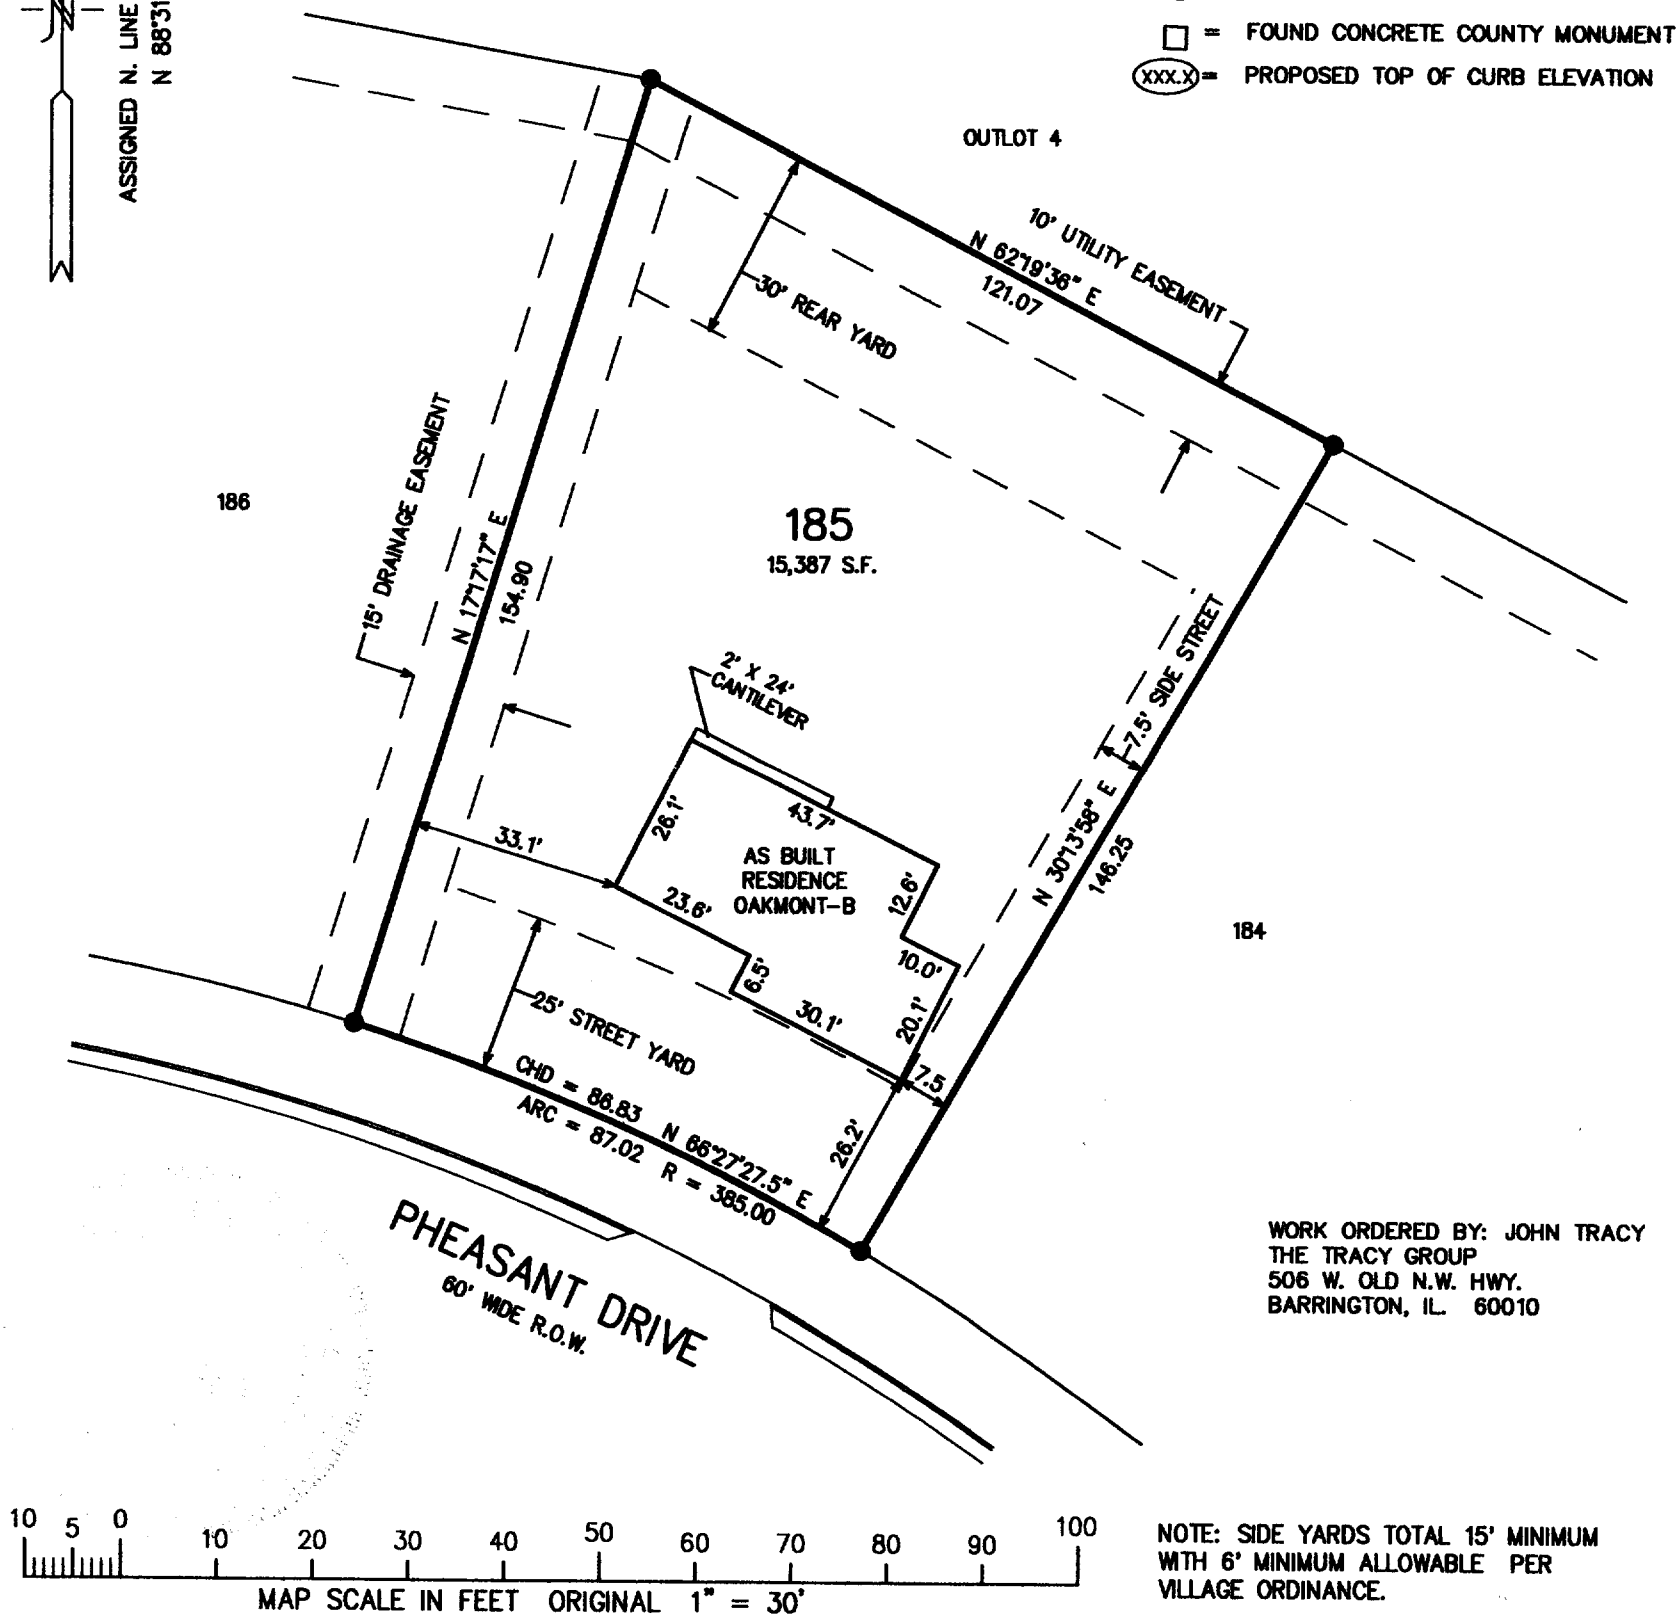 N
ASSIGNED N. LINE
N 88°31
□ = FOUND CONCRETE COUNTY MONUMENT
XXX.X = PROPOSED TOP OF CURB ELEVATION
OUTLOT 4
10' UTILITY EASEMENT
N 62°19'36" E
121.07
30' REAR YARD
15' DRAINAGE EASEMENT
186
N 17°17'17" E
154.90
185
15,387 S.F.
7.5' SIDE STREET
2' X 24'
CANTILEVER
43.7'
26.1'
33.1'
AS BUILT
RESIDENCE
OAKMONT-B
12.6'
23.6'
10.0'
6.5'
30.1'
20.1'
N 30°13'58" E
146.25
184
25' STREET YARD
7.5
26.2'
CHD = 86.83 N 66°27'27.5" E
ARC = 87.02 R = 385.00
PHEASANT DRIVE
60' WIDE R.O.W.
WORK ORDERED BY: JOHN TRACY
THE TRACY GROUP
506 W. OLD N.W. HWY.
BARRINGTON, IL. 60010
10 5 0 10 20 30 40 50 60 70 80 90 100
MAP SCALE IN FEET ORIGINAL 1" = 30'
NOTE: SIDE YARDS TOTAL 15' MINIMUM
WITH 6' MINIMUM ALLOWABLE PER
VILLAGE ORDINANCE.